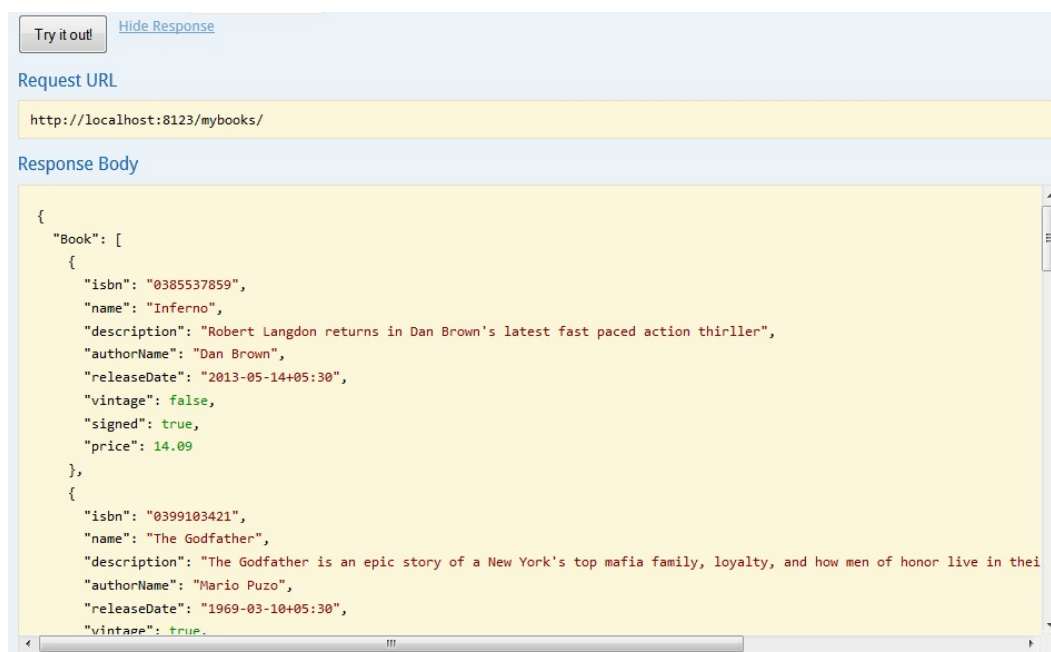 Try it out! Hide Response
Request URL
http://localhost:8123/mybooks/
Response Body
{
"Book": [
{
"isbn": "0385537859",
"name": "Inferno",
"description": "Robert Langdon returns in Dan Brown's latest fast paced action thirller",
"authorName": "Dan Brown",
"releaseDate": "2013-05-14+05:30",
"vintage": false,
"signed": true,
"price": 14.09
},
{
"isbn": "0399103421",
"name": "The Godfather",
"description": "The Godfather is an epic story of a New York's top mafia family, loyalty, and how men of honor live in thei
"authorName": "Mario Puzo",
"releaseDate": "1969-03-10+05:30",
"vintage": true,